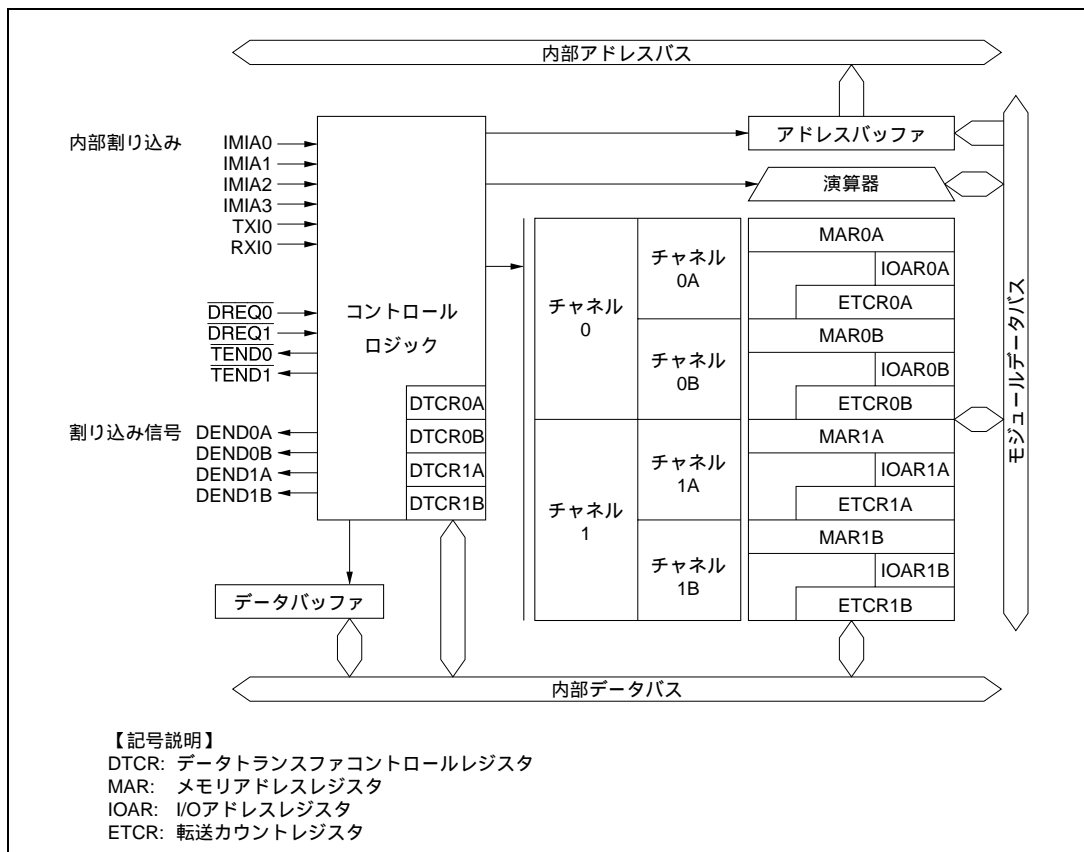 内部アドレスバス
内部割り込み
IMIA0
IMIA1
IMIA2
IMIA3
TXI0
RXI0
DREQ0
DREQ1
TEND0
TEND1
割り込み信号
DEND0A
DEND0B
DEND1A
DEND1B
コントロール
ロジック
DTCR0A
DTCR0B
DTCR1A
DTCR1B
データバッファ
アドレスバッファ
演算器
チャネル
0
チャネル
0A
チャネル
0B
チャネル
1
チャネル
1A
チャネル
1B
MAR0A
IOAR0A
ETCR0A
MAR0B
IOAR0B
ETCR0B
MAR1A
IOAR1A
ETCR1A
MAR1B
IOAR1B
ETCR1B
モジュールデータバス
内部データバス
【記号説明】
DTCR: データトランスファコントロールレジスタ
MAR: メモリアドレスレジスタ
IOAR: I/Oアドレスレジスタ
ETCR: 転送カウントレジスタ